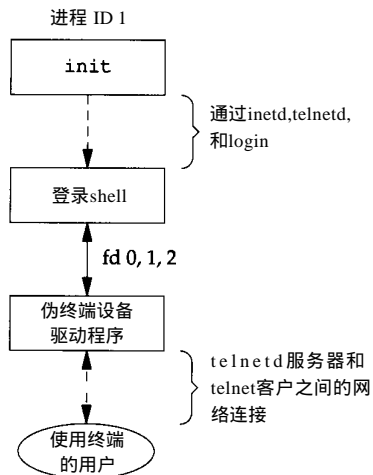 进程 ID 1
init
通过inetd,telnetd,
和login
登录shell
fd 0, 1, 2
伪终端设备
驱动程序
telnetd服务器和
telnet客户之间的网
络连接
使用终端
的用户